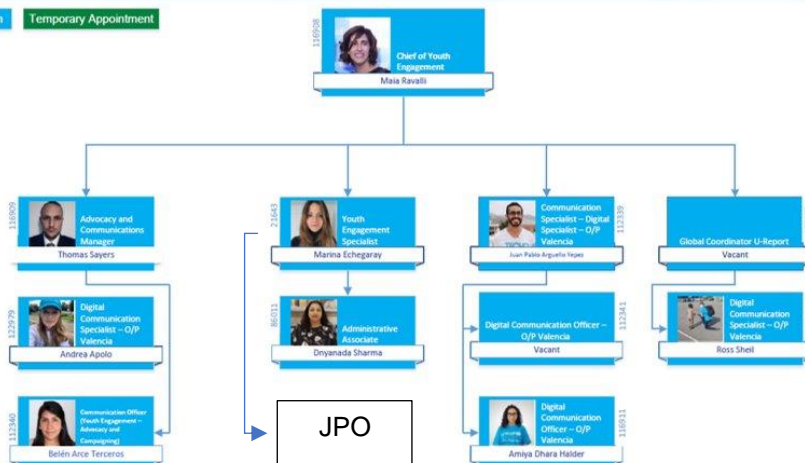 n
Temporary Appointment
116908
Chief of Youth
Engagement
Maia Ravalli
116909
Advocacy and
Communications
Manager
Thomas Sayers
21643
Youth
Engagement
Specialist
Marina Echegaray
Communication
Specialist – Digital
Specialist – O/P
Valencia
112339
Juan Pablo Argueño Yepez
Global Coordinator U-Report
Vacant
122979
Digital
Communication
Specialist – O/P
Valencia
Andrea Apolo
86011
Administrative
Associate
Dnyanada Sharma
Digital Communication Officer –
O/P Valencia
112341
Vacant
Digital
Communication
Specialist – O/P
Valencia
Ross Sheil
112340
Communication Officer
(Youth Engagement –
Advocacy and
Campaigning)
Belén Arce Terceros
JPO
Digital
Communication
Officer – O/P
Valencia
116911
Amiya Dhara Halder